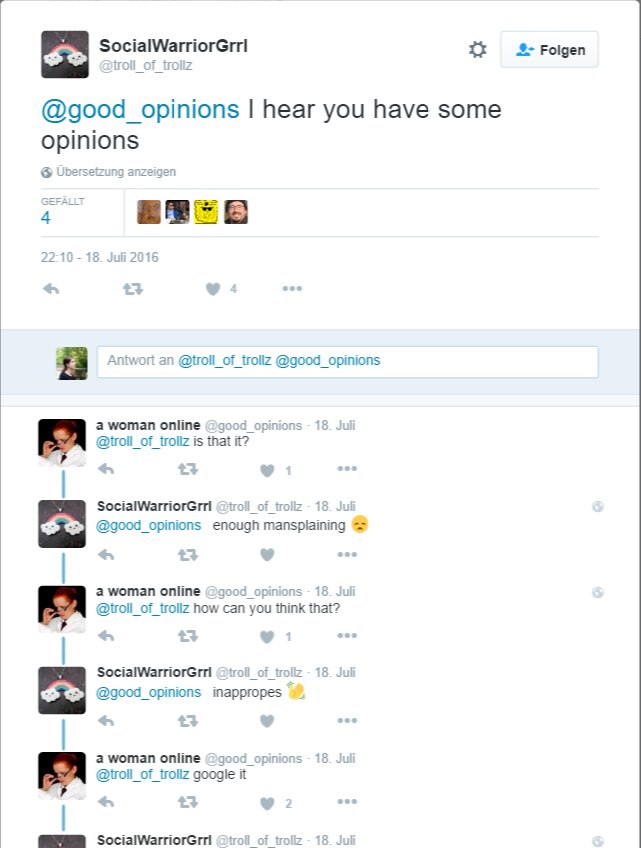 SocialWarriorGrrl
@troll_of_trollz
Folgen
@good_opinions I hear you have some
opinions
Übersetzung anzeigen
GEFÄLLT
4
22:10 - 18. Juli 2016
4
Antwort an @troll_of_trollz @good_opinions
a woman online @good_opinions · 18. Juli
@troll_of_trollz is that it?
1
SocialWarriorGrrl @troll_of_trollz · 18. Juli
@good_opinions enough mansplaining 😞
a woman online @good_opinions · 18. Juli
@troll_of_trollz how can you think that?
1
SocialWarriorGrrl @troll_of_trollz · 18. Juli
@good_opinions inappropes 👏
a woman online @good_opinions · 18. Juli
@troll_of_trollz google it
2
SocialWarriorGrrl @troll_of_trollz · 18. Juli